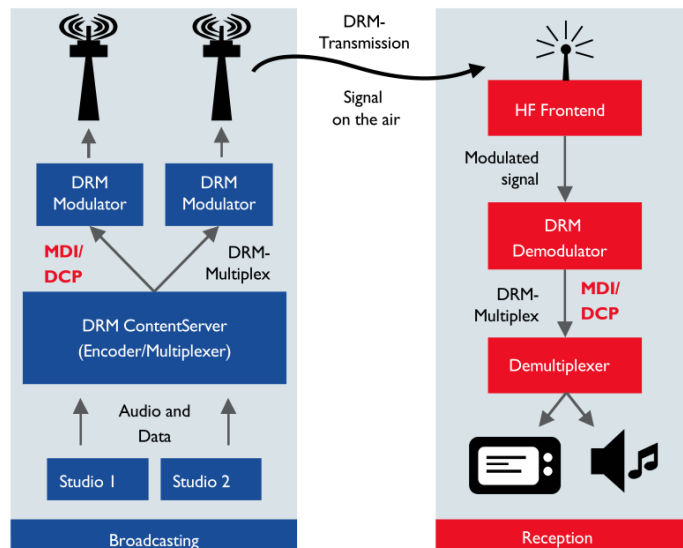 DRM-
Transmission
Signal
on the air
DRM
Modulator
DRM
Modulator
MDI/
DCP
DRM-
Multiplex
DRM ContentServer
(Encoder/Multiplexer)
Audio and
Data
Studio 1
Studio 2
Broadcasting
HF Frontend
Modulated
signal
DRM
Demodulator
DRM-
Multiplex
MDI/
DCP
Demultiplexer
Reception